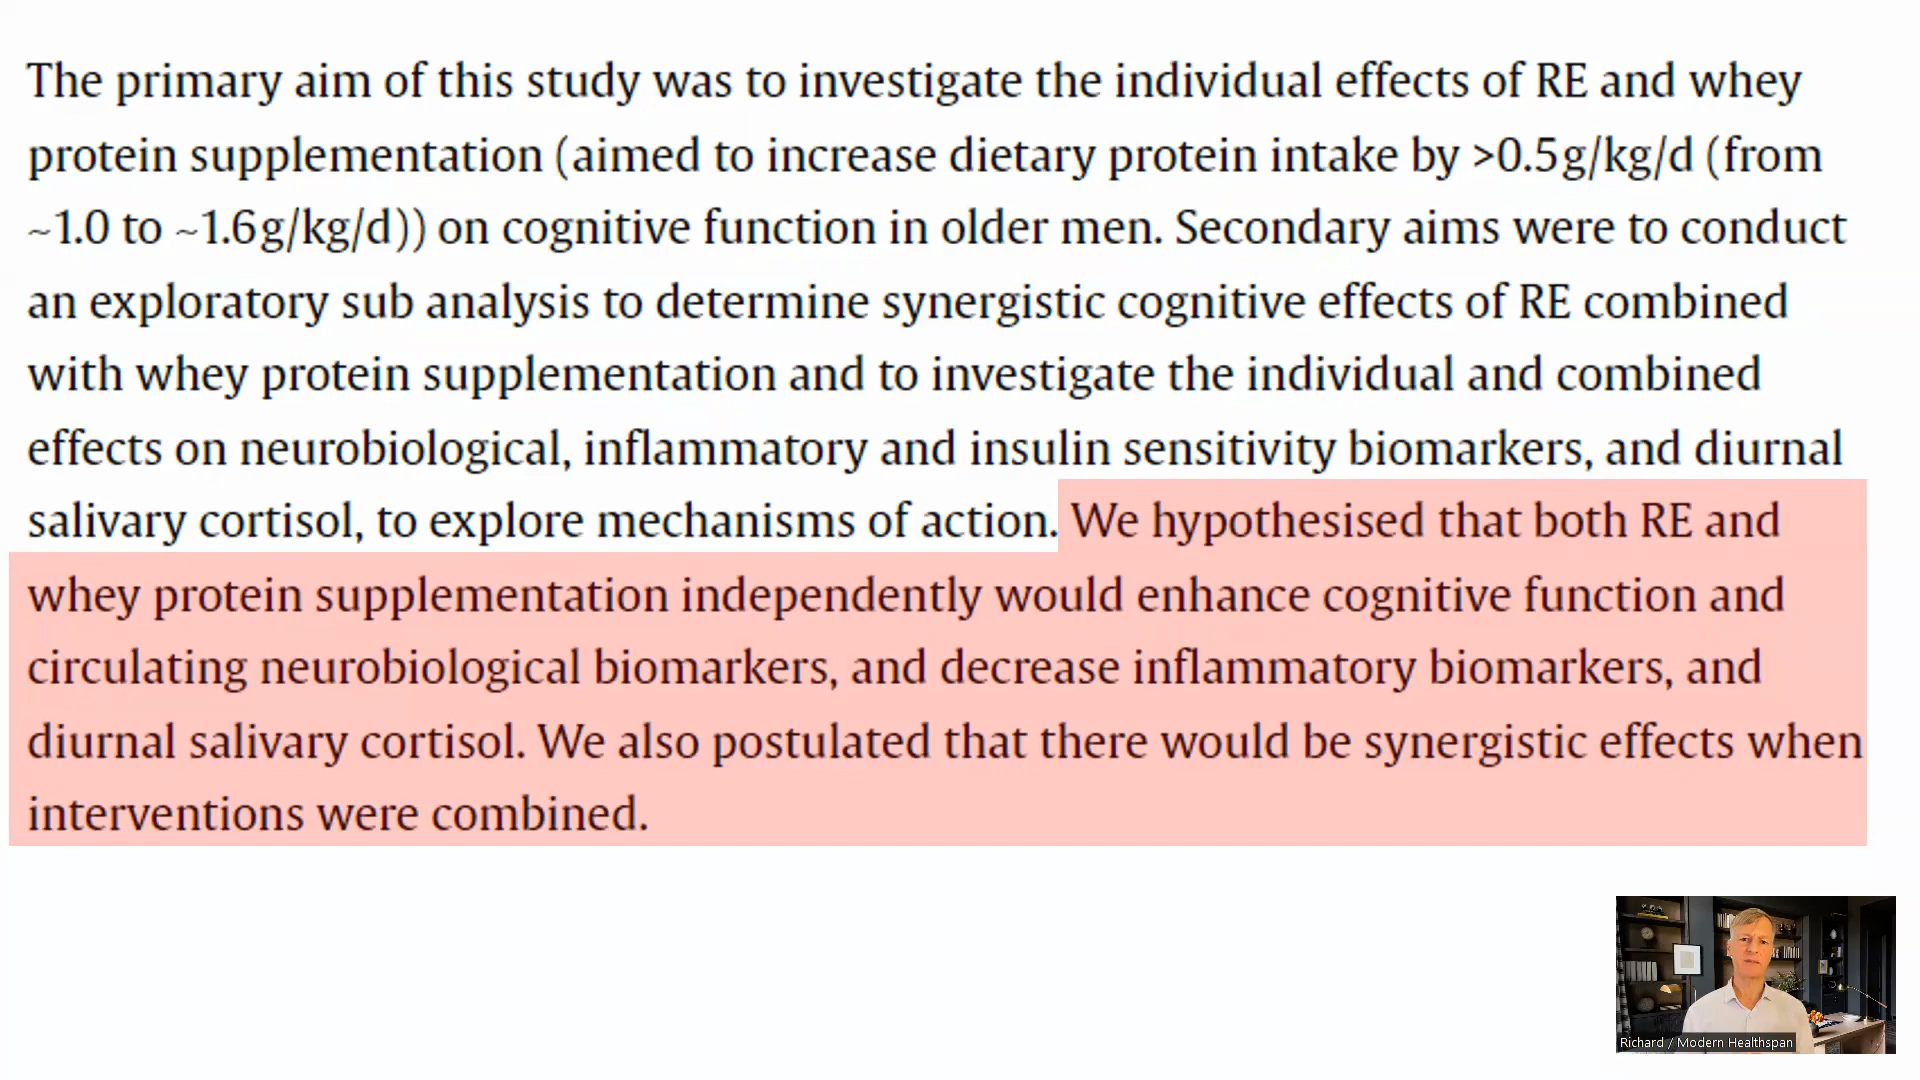 The primary aim of this study was to investigate the individual effects of RE and whey
protein supplementation (aimed to increase dietary protein intake by >0.5g/kg/d (from
~1.0 to ~1.6g/kg/d)) on cognitive function in older men. Secondary aims were to conduct
an exploratory sub analysis to determine synergistic cognitive effects of RE combined
with whey protein supplementation and to investigate the individual and combined
effects on neurobiological, inflammatory and insulin sensitivity biomarkers, and diurnal
salivary cortisol, to explore mechanisms of action. We hypothesised that both RE and
whey protein supplementation independently would enhance cognitive function and
circulating neurobiological biomarkers, and decrease inflammatory biomarkers, and
diurnal salivary cortisol. We also postulated that there would be synergistic effects when
interventions were combined.
Richard / Modern Healthspan